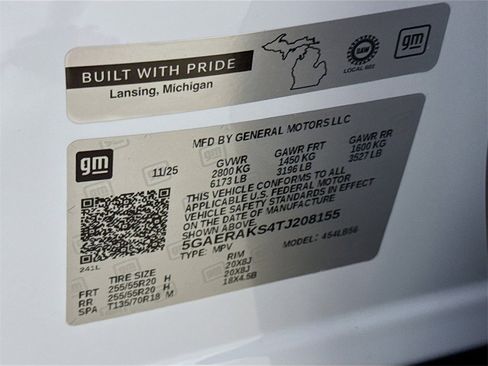 BUILT WITH PRIDE
Lansing, Michigan
UAW
LOCAL 602
gm
gm
MFD BY GENERAL MOTORS LLC
11/25 GVWR GAWR FRT GAWR RR
2800 KG 1450 KG 1600 KG
6173 LB 3196 LB 3527 LB
THIS VEHICLE CONFORMS TO ALL
APPLICABLE U.S. FEDERAL MOTOR
VEHICLE SAFETY STANDARDS IN EFFECT
ON THE DATE OF MANUFACTURE
SHOWN ABOVE.
5GAERAKS4TJ208155
TYPE: MPV MODEL: 4S4LB56
241L
TIRE SIZE RIM
FRT 255/55R20 H 20X8J
RR 255/55R20 H 20X8J
SPA T135/70R18 M 18X4.5B